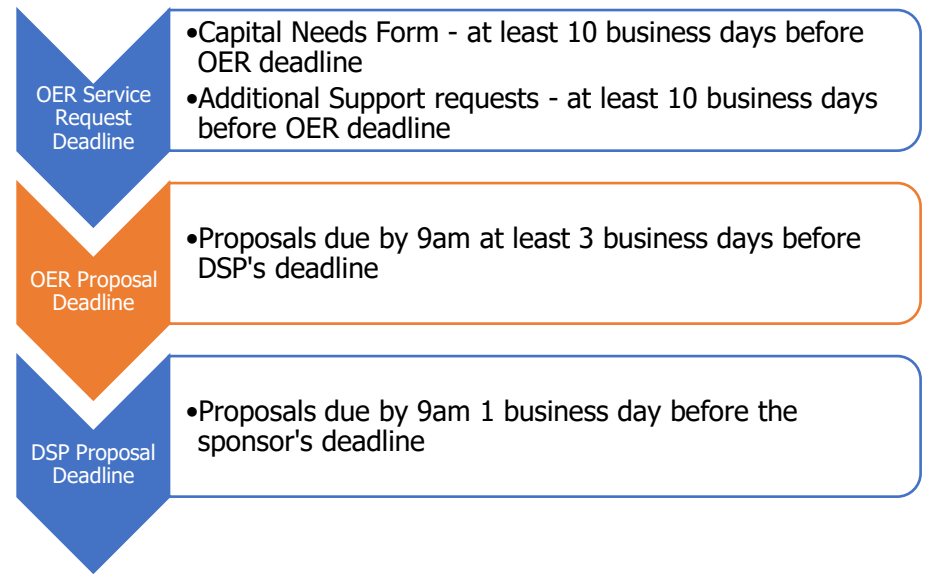 OER Service
Request
Deadline
•Capital Needs Form - at least 10 business days before
OER deadline
•Additional Support requests - at least 10 business days
before OER deadline
OER Proposal
Deadline
•Proposals due by 9am at least 3 business days before
DSP's deadline
DSP Proposal
Deadline
•Proposals due by 9am 1 business day before the
sponsor's deadline